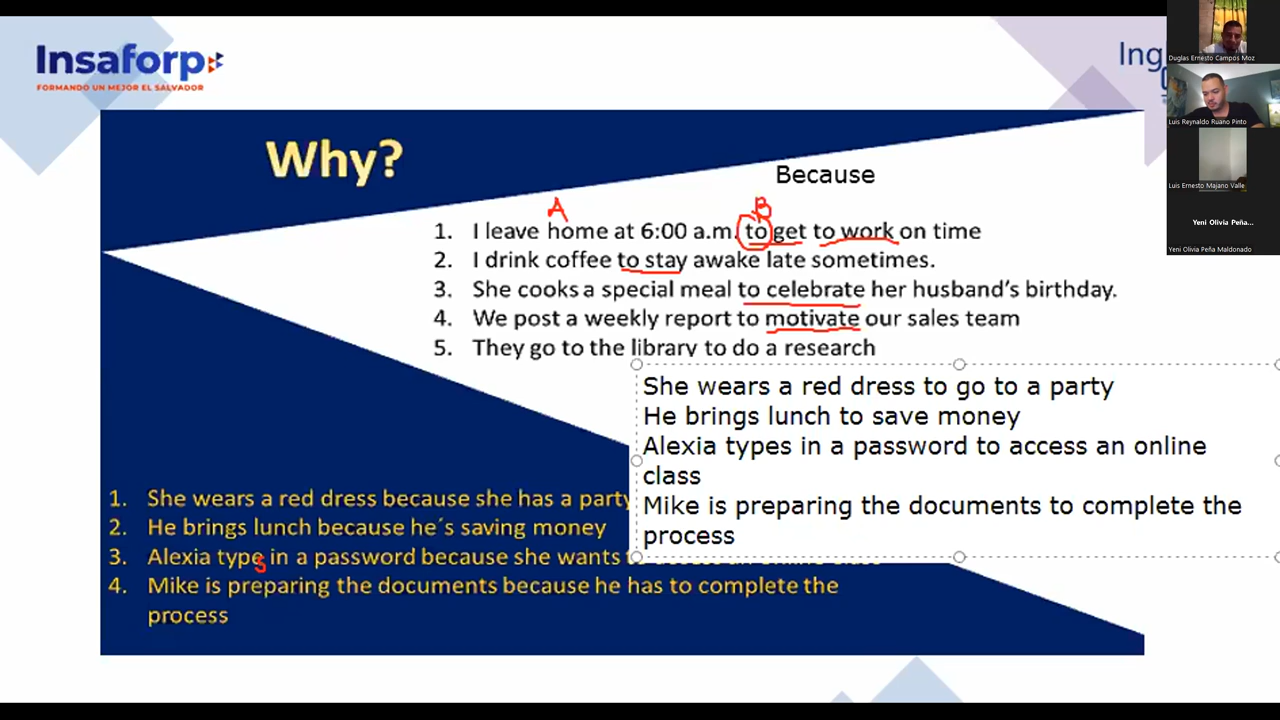 Insaforp
FORMANDO UN MEJOR EL SALVADOR
Ing
Duglas Ernesto Campos Moz
Luis Reynaldo Ruano Pinto
Luis Ernesto Majano Valle
Yeni Olivia Peña...
Yeni Olivia Peña Maldonado
Why?
Because
A B
1. I leave home at 6:00 a.m. to get to work on time
2. I drink coffee to stay awake late sometimes.
3. She cooks a special meal to celebrate her husband's birthday.
4. We post a weekly report to motivate our sales team
5. They go to the library to do a research
She wears a red dress to go to a party
He brings lunch to save money
Alexia types in a password to access an online
class
Mike is preparing the documents to complete the
process
1. She wears a red dress because she has a party
2. He brings lunch because he´s saving money
3. Alexia types in a password because she wants
4. Mike is preparing the documents because he has to complete the
process